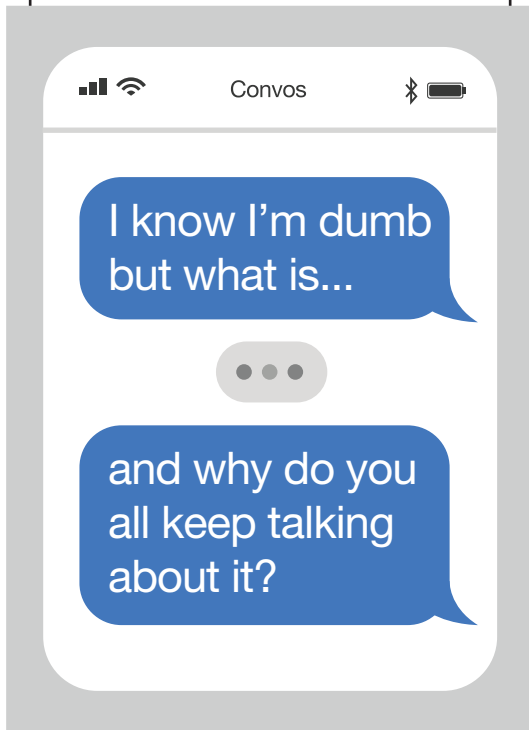 Convos
I know I’m dumb
but what is...
and why do you
all keep talking
about it?